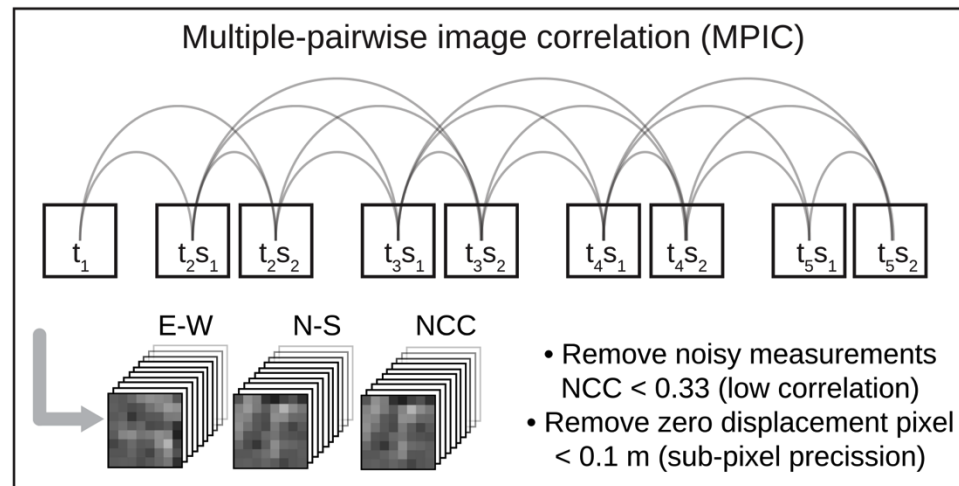 Multiple-pairwise image correlation (MPIC)
t₁ t₂s₁ t₂s₂ t₃s₁ t₃s₂ t₄s₁ t₄s₂ t₅s₁ t₅s₂
E-W N-S NCC
• Remove noisy measurements
NCC < 0.33 (low correlation)
• Remove zero displacement pixel
< 0.1 m (sub-pixel precission)